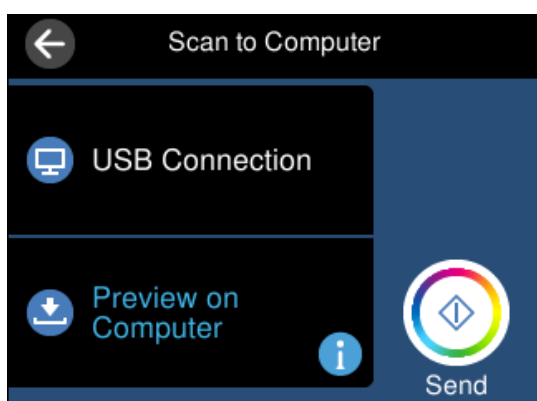 Scan to Computer
USB Connection
Preview on
Computer
i
Send